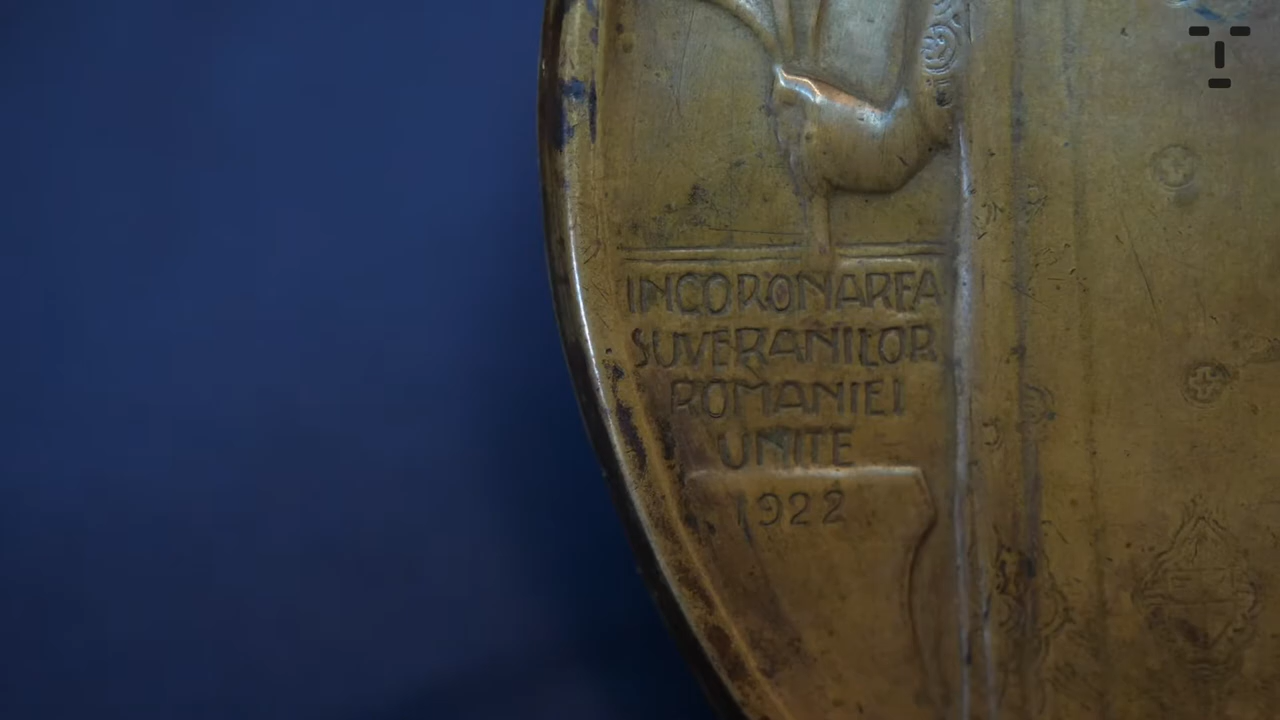 INCORONAREA
SUVERANILOR
ROMANIEI
UNITE
1922